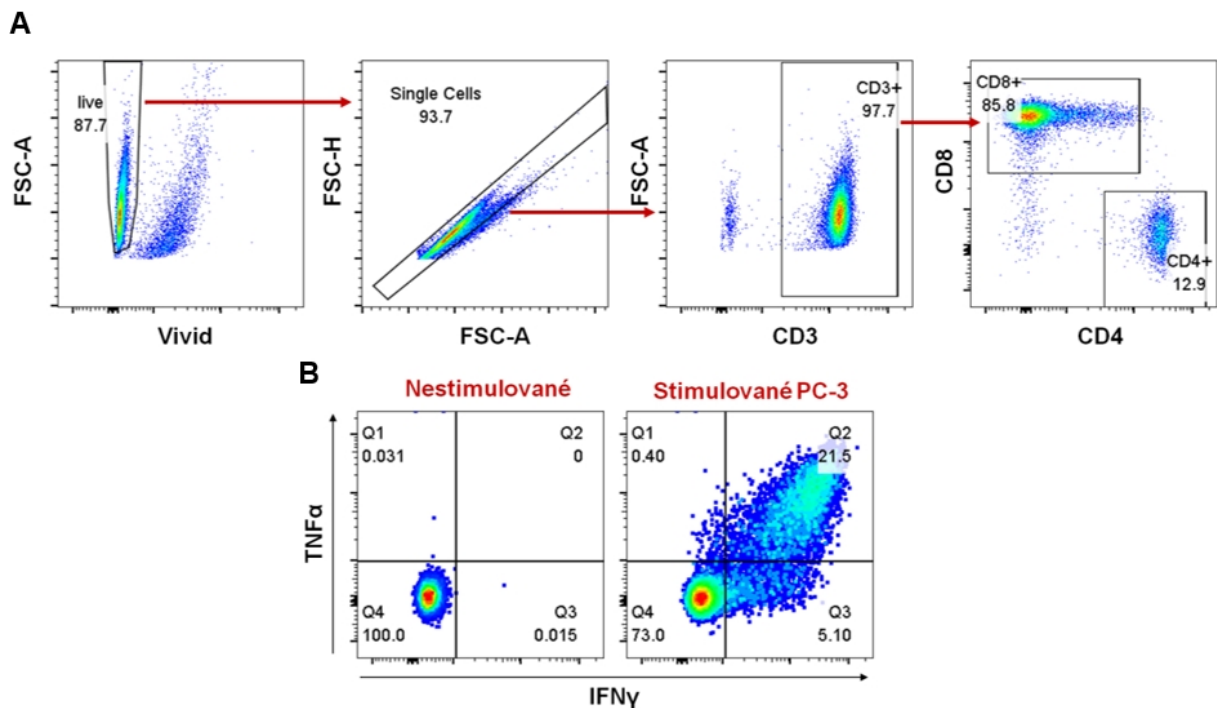 A
live
87.7
FSC-A
Vivid
Single Cells
93.7
FSC-H
FSC-A
CD3+
97.7
FSC-A
CD3
CD8+
85.8
CD4+
12.9
CD8
CD4
B
Nestimulované
Stimulované PC-3
Q1
0.031
Q2
0
Q4
100.0
Q3
0.015
Q1
0.40
Q2
21.5
Q4
73.0
Q3
5.10
TNFα
IFNγ